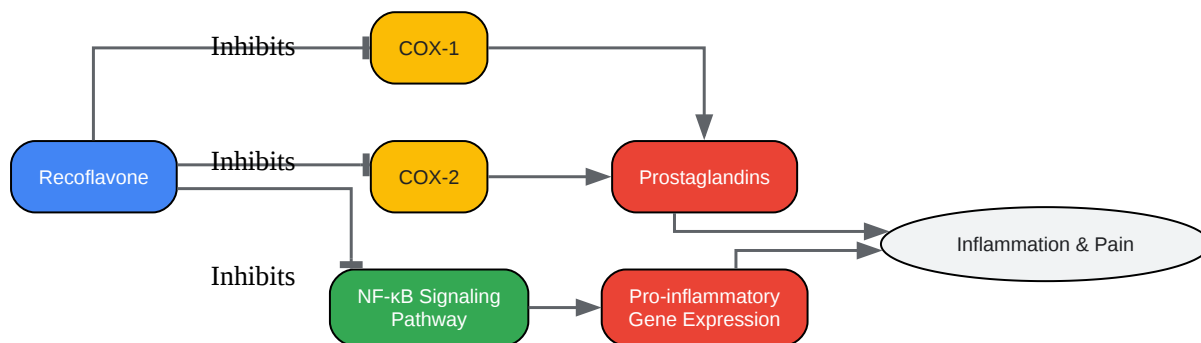 Inhibits
COX-1
Recoflavone
Inhibits
COX-2
Prostaglandins
Inflammation & Pain
Inhibits
NF-κB Signaling
Pathway
Pro-inflammatory
Gene Expression